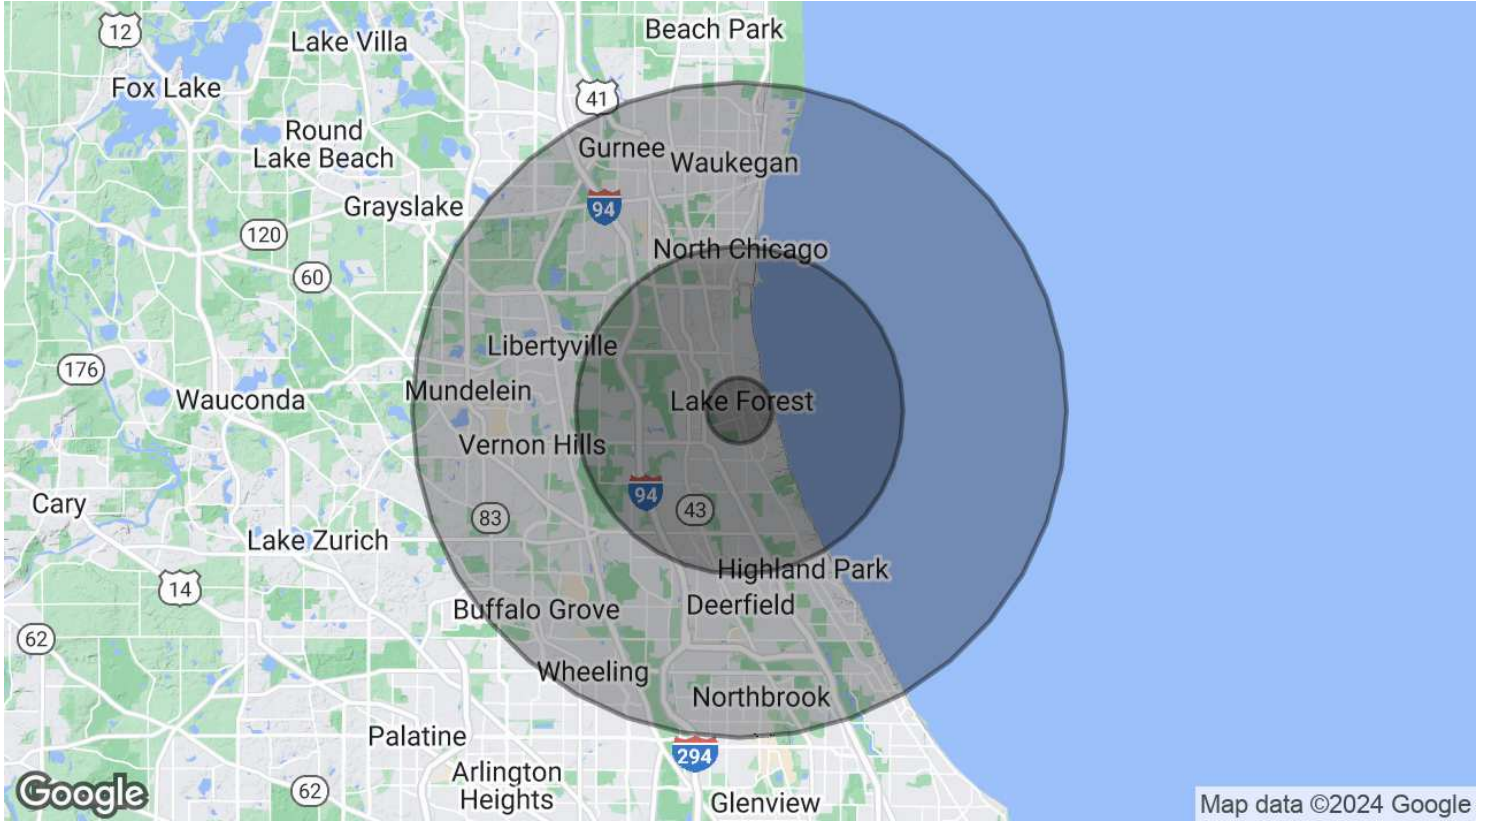 12
Lake Villa
Beach Park
Fox Lake
41
Round
Lake Beach
Gurnee
Waukegan
Grayslake
94
120
North Chicago
60
Libertyville
176
Mundelein
Wauconda
Lake Forest
Vernon Hills
94
Cary
43
83
Lake Zurich
Highland Park
14
Deerfield
Buffalo Grove
62
Wheeling
Northbrook
Palatine
294
Arlington
Heights
62
Glenview
Google
Map data ©2024 Google